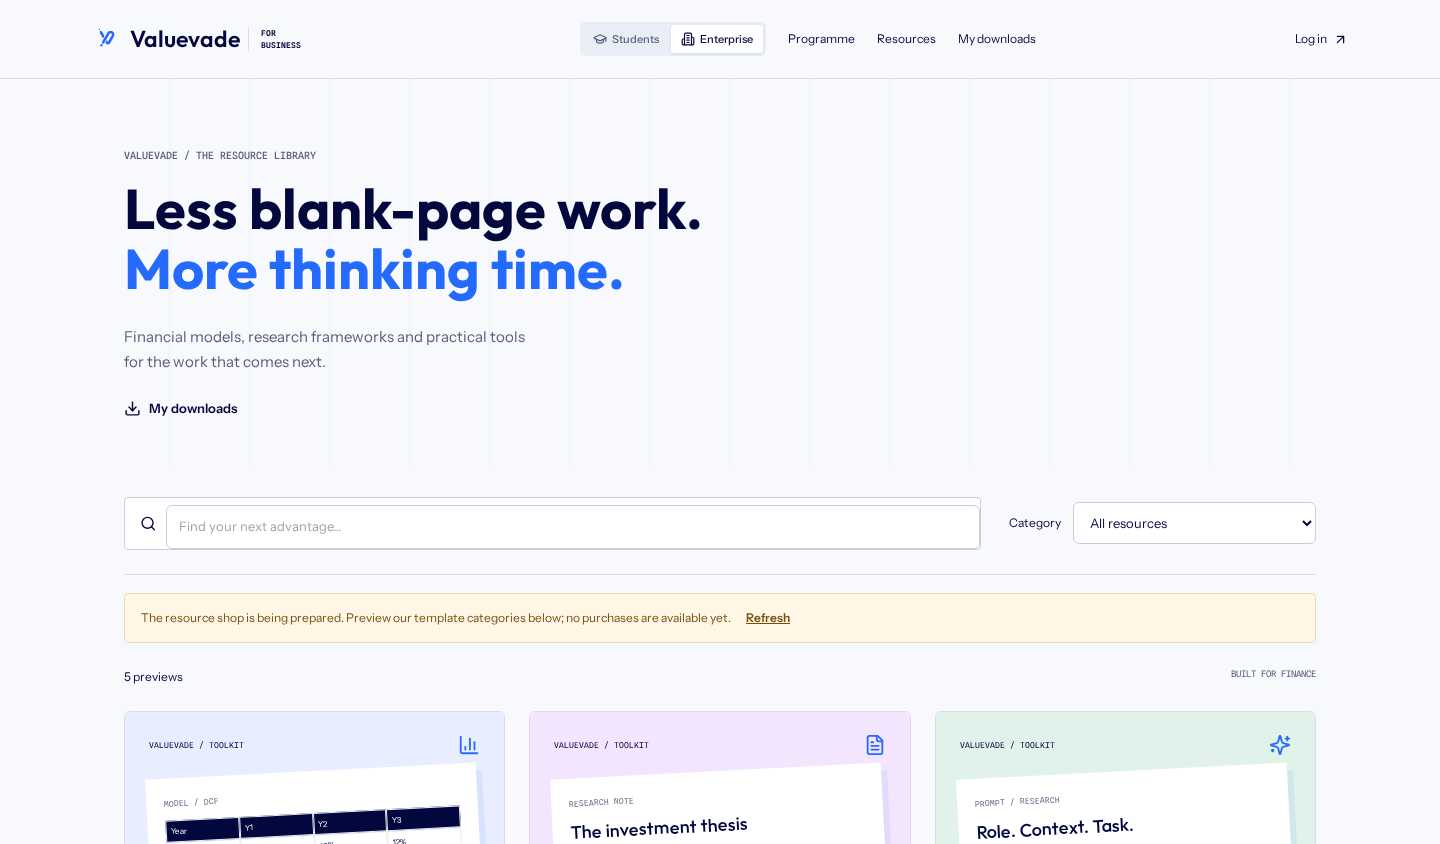 Valuevade
FOR
BUSINESS
Students
Enterprise
Programme
Resources
My downloads
Log in
VALUEVADE / THE RESOURCE LIBRARY
Less blank-page work.
More thinking time.
Financial models, research frameworks and practical tools
for the work that comes next.
My downloads
Find your next advantage...
Category
All resources
The resource shop is being prepared. Preview our template categories below; no purchases are available yet. Refresh
5 previews
BUILT FOR FINANCE
VALUEVADE / TOOLKIT
MODEL / DCF
Year Y1 Y2 Y3
12%
VALUEVADE / TOOLKIT
RESEARCH NOTE
The investment thesis
VALUEVADE / TOOLKIT
PROMPT / RESEARCH
Role. Context. Task.